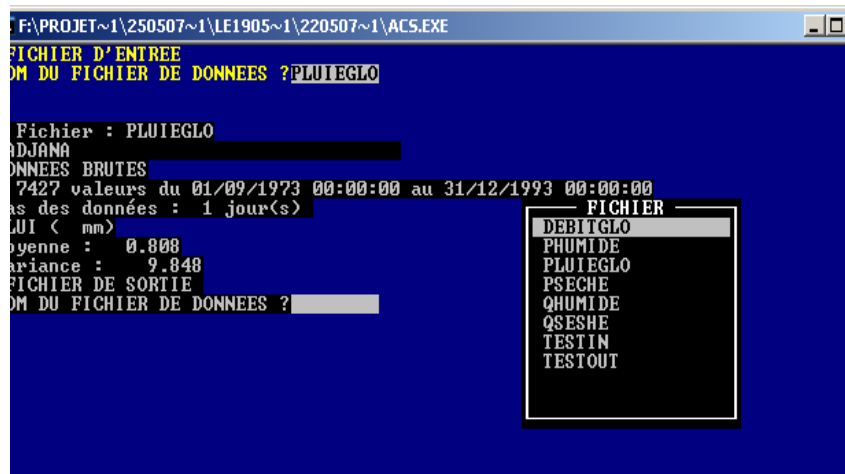 F:\PROJET~1\250507~1\LE1905~1\220507~1\ACS.EXE
FICHIER D'ENTREE
OM DU FICHIER DE DONNEES ?PLUIEGLO
Fichier : PLUIEGLO
ADJANA
ONNEES BRUTES
7427 valeurs du 01/09/1973 00:00:00 au 31/12/1993 00:00:00
as des données : 1 jour(s)
LUI ( mm)
oyenne : 0.808
ariance : 9.848
FICHIER DE SORTIE
OM DU FICHIER DE DONNEES ?
FICHIER
DEBITGLO
PHUMIDE
PLUIEGLO
PSECHE
QHUMIDE
QSESHE
TESTIN
TESTOUT